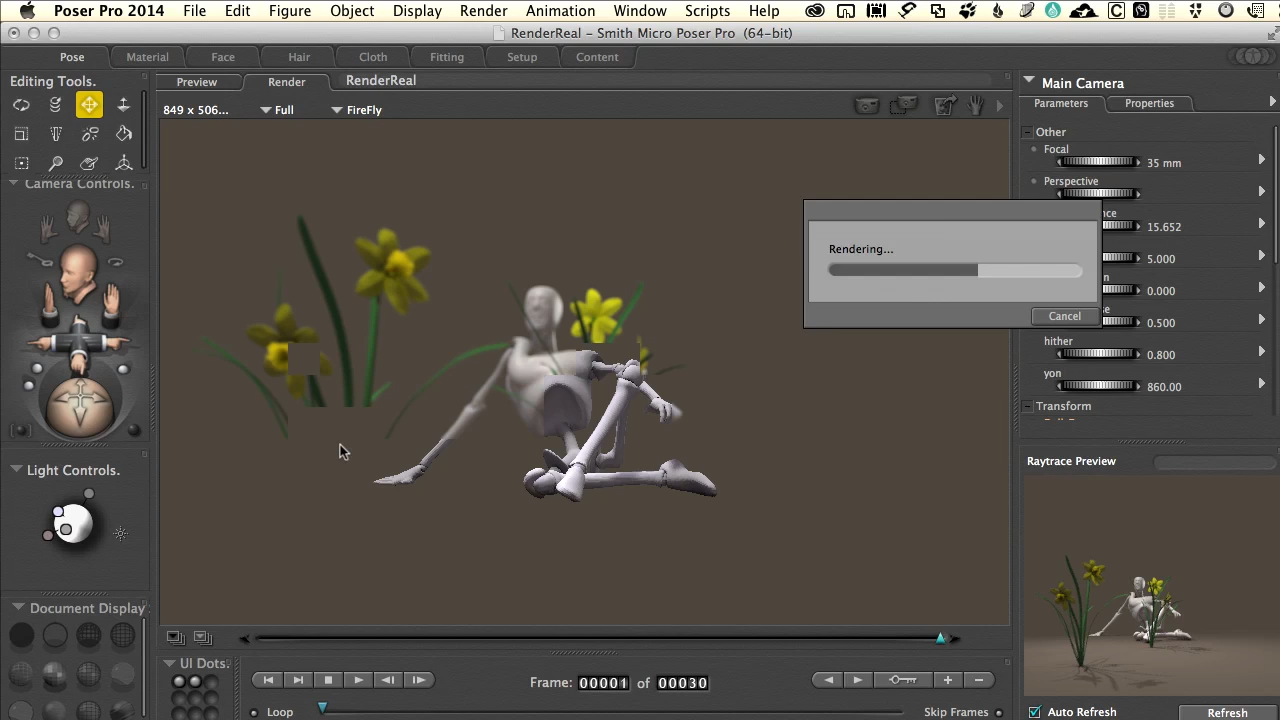 Poser Pro 2014 File Edit Figure Object Display Render Animation Window Scripts Help
RenderReal – Smith Micro Poser Pro (64-bit)
Pose Material Face Hair Cloth Fitting Setup Content
Editing Tools.
Camera Controls.
Light Controls.
Document Display
Preview Render RenderReal
849 x 506... Full FireFly
Rendering...
Cancel
UI Dots.
Frame: 00001 of 00030
Loop
Skip Frames
Main Camera
Parameters Properties
Other
Focal
35 mm
Perspective
nce
15.652
5.000
n
0.000
se
0.500
hither
0.800
yon
860.00
Transform
Raytrace Preview
Auto Refresh Refresh